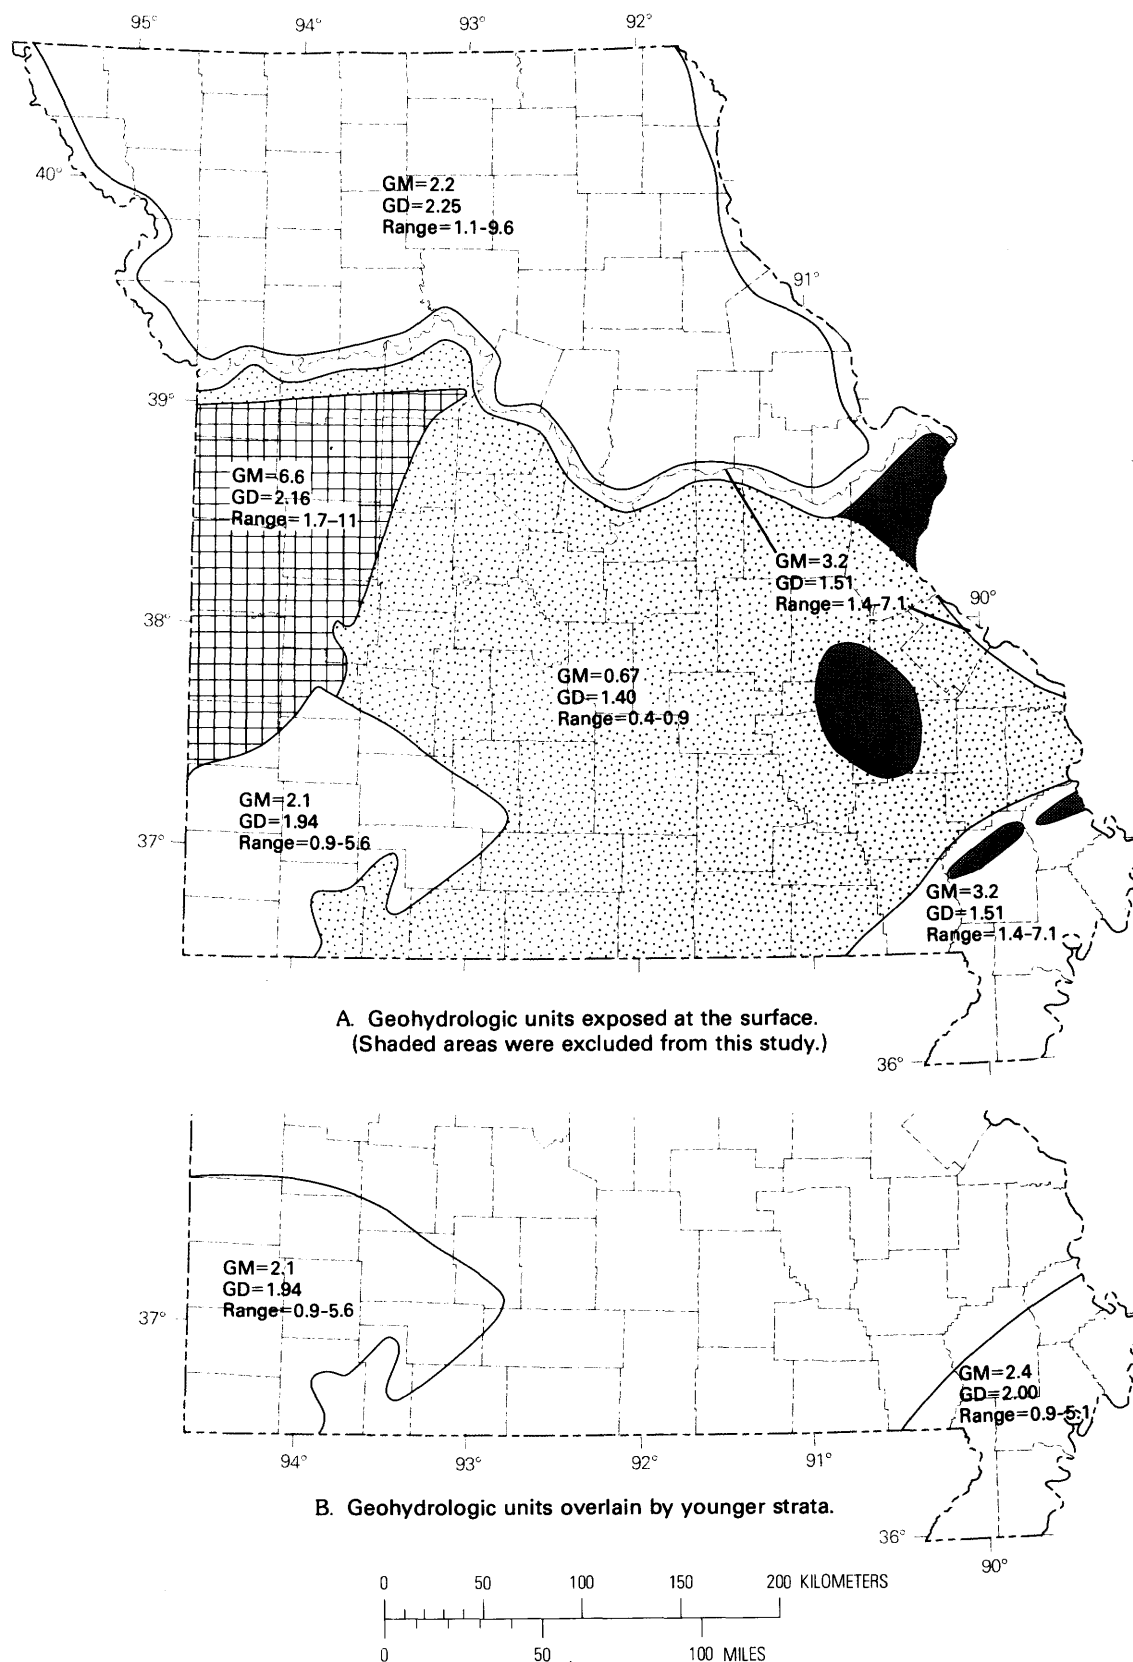 95° 94° 93° 92°
40°
GM=2.2
GD=2.25
Range=1.1-9.6
91°
39°
GM=6.6
GD=2.16
Range=1.7–11
GM=3.2
GD=1.51
Range=1.4-7.1
90°
38°
GM=0.67
GD=1.40
Range=0.4-0.9
GM=2.1
GD=1.94
Range=0.9-5.6
37°
GM=3.2
GD=1.51
Range=1.4-7.1
A. Geohydrologic units exposed at the surface.
(Shaded areas were excluded from this study.)
36°
GM=2.1
GD=1.94
Range=0.9-5.6
37°
GM=2.4
GD=2.00
Range=0.9-5.1
94° 93° 92° 91°
B. Geohydrologic units overlain by younger strata.
36°
90°
0 50 100 150 200 KILOMETERS
0 50 100 MILES